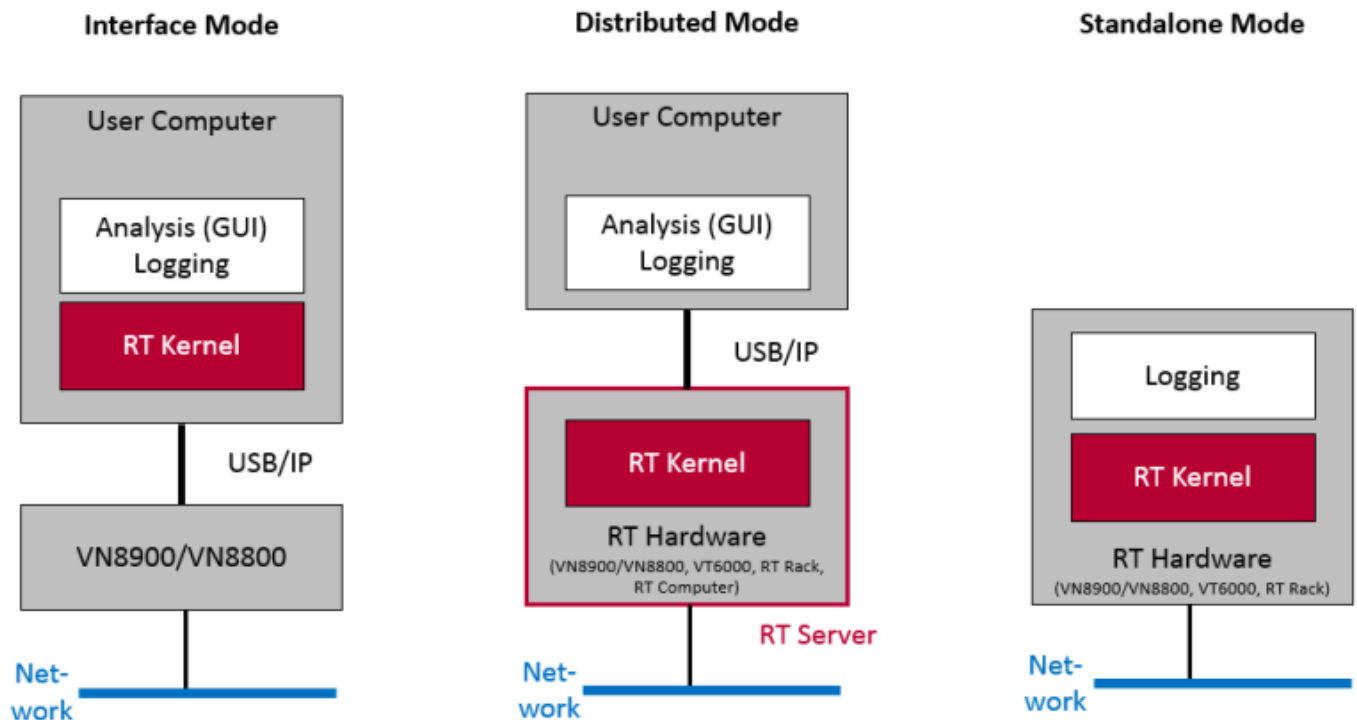 Interface Mode
User Computer
Analysis (GUI)
Logging
RT Kernel
USB/IP
VN8900/VN8800
Net-
work
Distributed Mode
User Computer
Analysis (GUI)
Logging
USB/IP
RT Kernel
RT Hardware
(VN8900/VN8800, VT6000, RT Rack,
RT Computer)
RT Server
Net-
work
Standalone Mode
Logging
RT Kernel
RT Hardware
(VN8900/VN8800, VT6000, RT Rack)
Net-
work